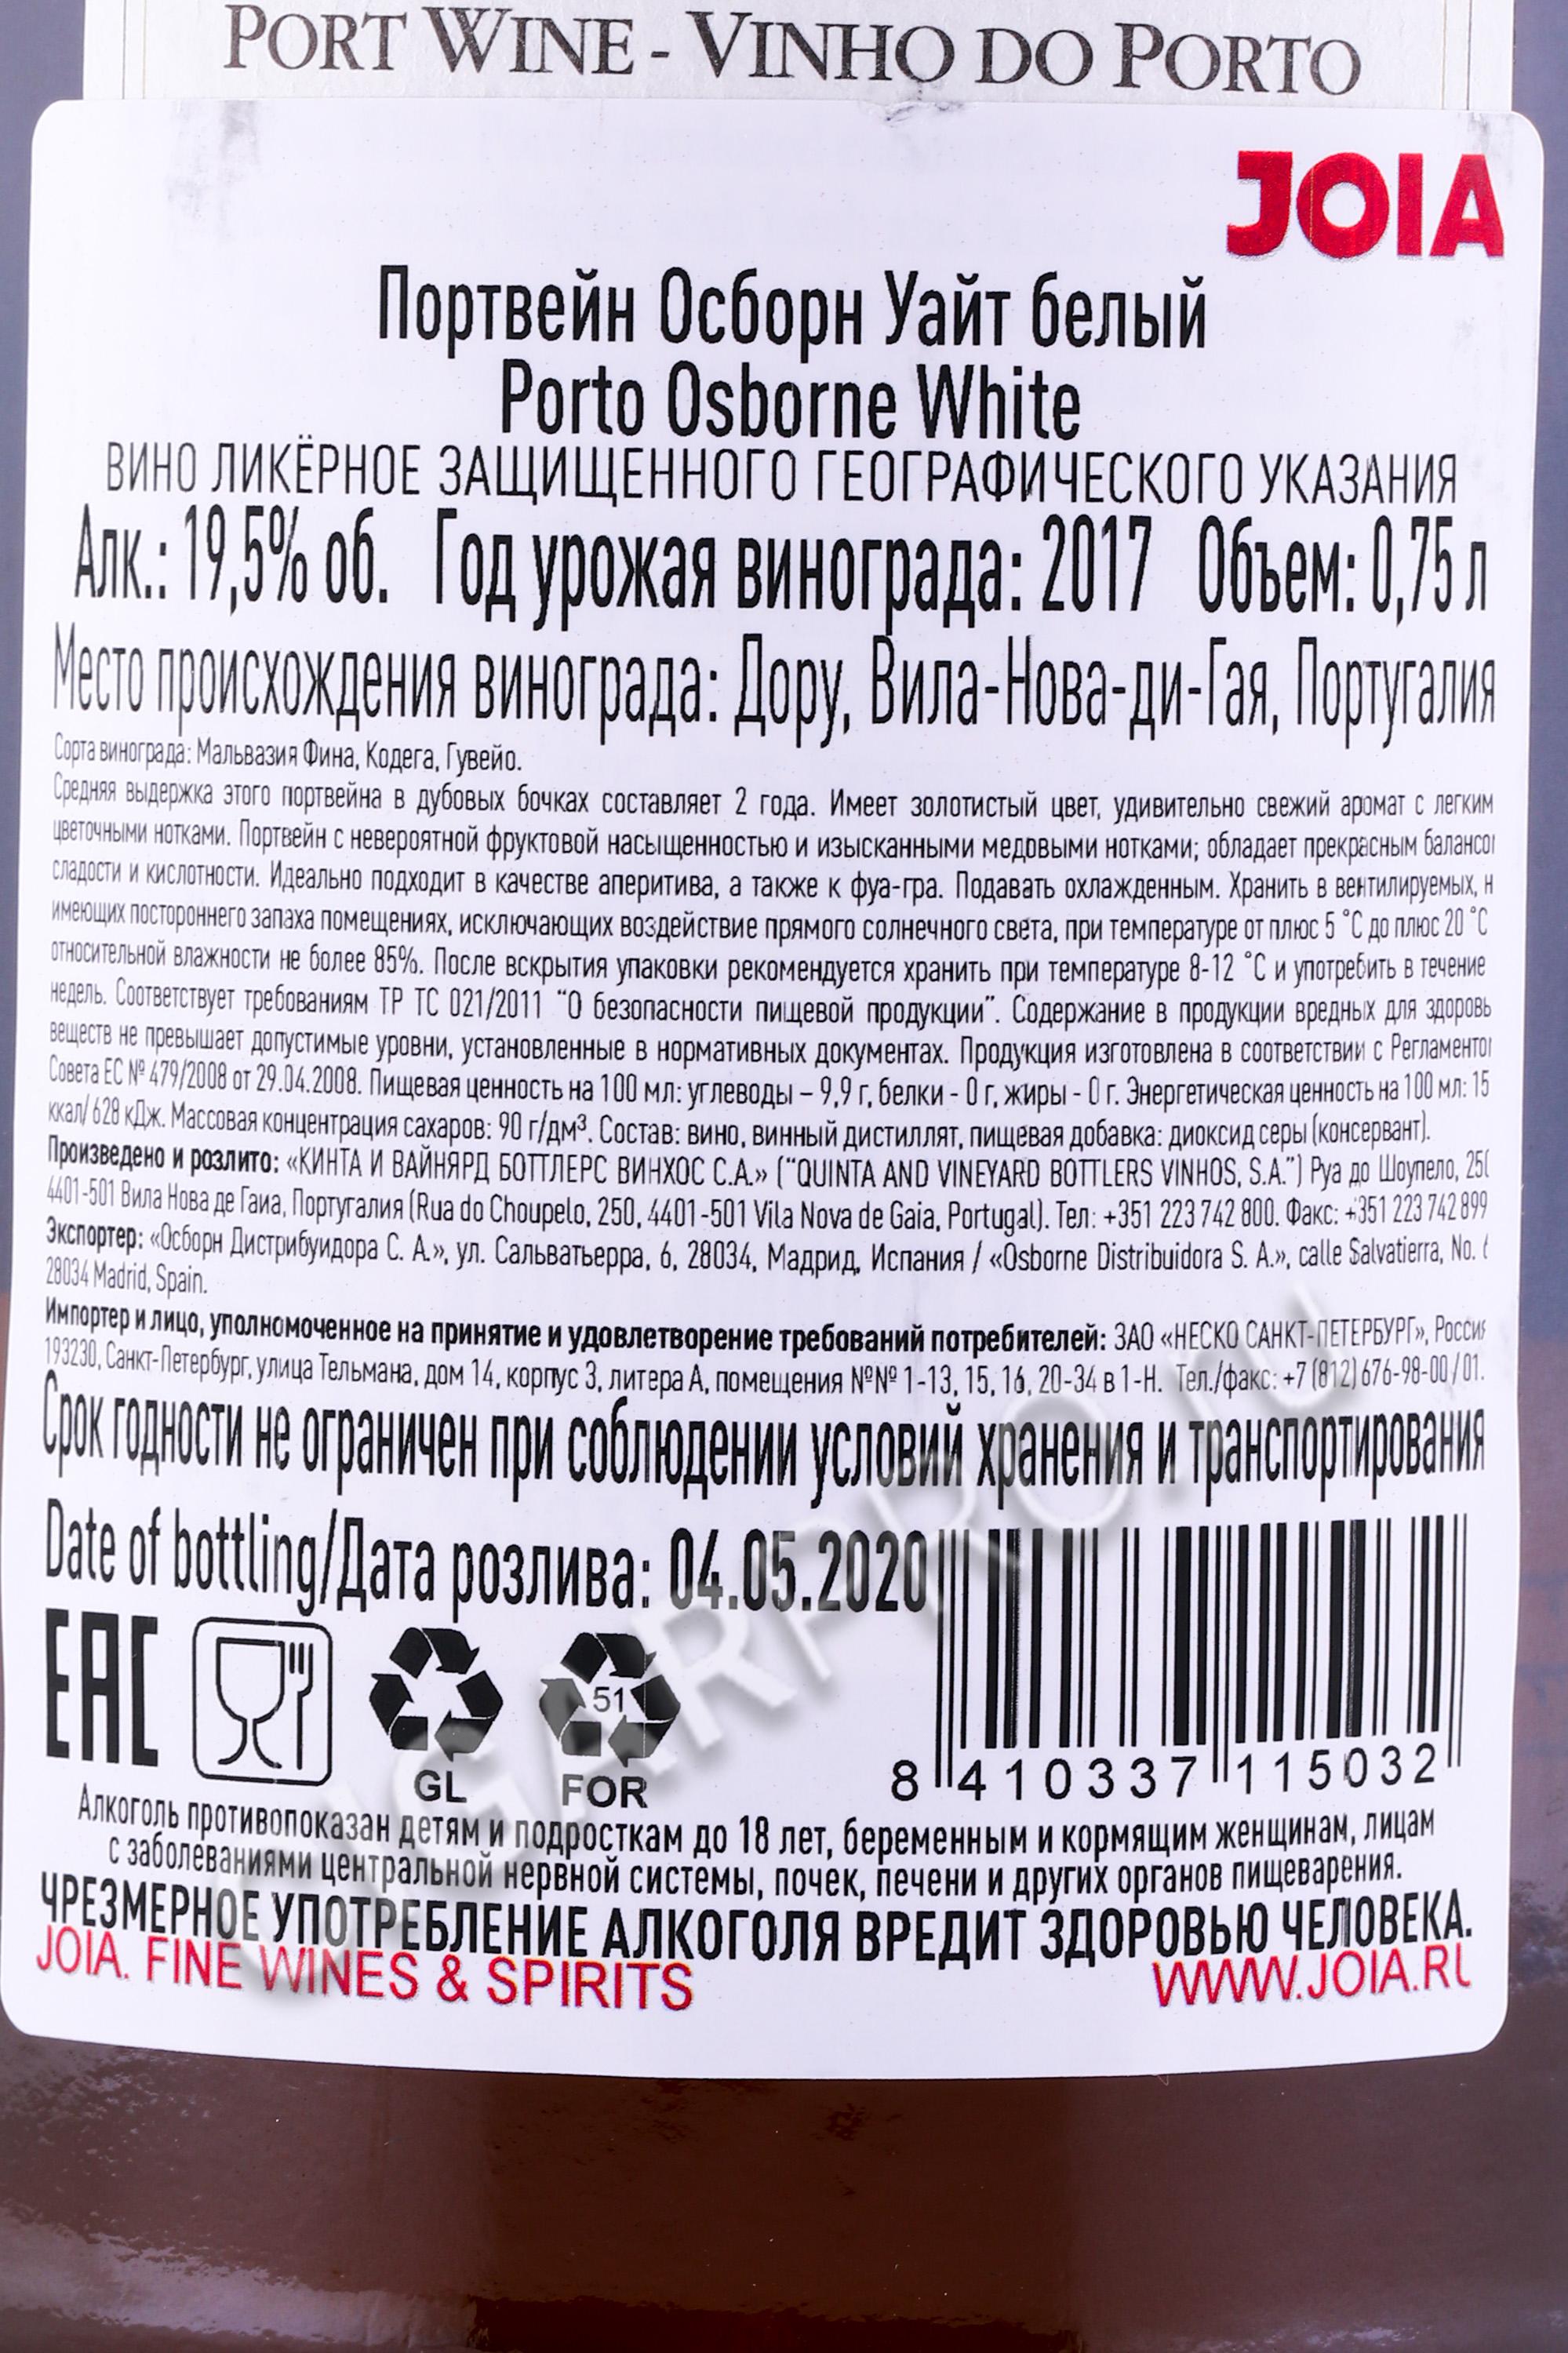 PORT WINE - VINHO DO PORTO
JOIA
Портвейн Осборн Уайт белый
Porto Osborne White
ВИНО ЛИКЁРНОЕ ЗАЩИЩЕННОГО ГЕОГРАФИЧЕСКОГО УКАЗАНИЯ
Алк.: 19,5% об. Год урожая винограда: 2017 Объем: 0,75 л
Место происхождения винограда: Дору, Вила-Нова-ди-Гая, Португалия
Сорта винограда: Мальвазия Фина, Кодега, Гувейо.
Средняя выдержка этого портвейна в дубовых бочках составляет 2 года. Имеет золотистый цвет, удивительно свежий аромат с легким
цветочными нотками. Портвейн с невероятной фруктовой насыщенностью и изысканными медовыми нотками; обладает прекрасным балансо
сладости и кислотности. Идеально подходит в качестве аперитива, а также к фуа-гра. Подавать охлажденным. Хранить в вентилируемых, н
имеющих постороннего запаха помещениях, исключающих воздействие прямого солнечного света, при температуре от плюс 5 °C до плюс 20 °C
относительной влажности не более 85%. После вскрытия упаковки рекомендуется хранить при температуре 8-12 °C и употребить в течение
недель. Соответствует требованиям ТР ТС 021/2011 "О безопасности пищевой продукции". Содержание в продукции вредных для здоровь
веществ не превышает допустимые уровни, установленные в нормативных документах. Продукция изготовлена в соответствии с Регламенто
Совета ЕС № 479/2008 от 29.04.2008. Пищевая ценность на 100 мл: углеводы – 9,9 г, белки - 0 г, жиры - 0 г. Энергетическая ценность на 100 мл: 15
ккал/ 628 кДж. Массовая концентрация сахаров: 90 г/дм³. Состав: вино, винный дистиллят, пищевая добавка: диоксид серы (консервант).
Произведено и розлито: «КИНТА И ВАЙНЯРД БОТТЛЕРС ВИНХОС С.А.» ("QUINTA AND VINEYARD BOTTLERS VINHOS, S.A.") Руа до Шоупело, 250
4401-501 Вила Нова де Гаиа, Португалия (Rua do Choupelo, 250, 4401-501 Vila Nova de Gaia, Portugal). Тел: +351 223 742 800. Факс: +351 223 742 899
Экспортер: «Осборн Дистрибуидора С. А.», ул. Сальватьерра, 6, 28034, Мадрид, Испания / «Osborne Distribuidora S. A.», calle Salvatierra, No. 6
28034 Madrid, Spain.
Импортер и лицо, уполномоченное на принятие и удовлетворение требований потребителей: ЗАО «НЕСКО САНКТ-ПЕТЕРБУРГ», Россия
193230, Санкт-Петербург, улица Тельмана, дом 14, корпус 3, литера А, помещения №№ 1-13, 15, 16, 20-34 в 1-Н. Тел./факс: +7 (812) 676-98-00/01.
Срок годности не ограничен при соблюдении условий хранения и транспортирования
Date of bottling/Дата розлива: 04.05.2020
EAC
51
GL
FOR
8 410337 115032
Алкоголь противопоказан детям и подросткам до 18 лет, беременным и кормящим женщинам, лицам
с заболеваниями центральной нервной системы, почек, печени и других органов пищеварения.
ЧРЕЗМЕРНОЕ УПОТРЕБЛЕНИЕ АЛКОГОЛЯ ВРЕДИТ ЗДОРОВЬЮ ЧЕЛОВЕКА.
JOIA. FINE WINES & SPIRITS
WWW.JOIA.RU
CIGARPRO.ru